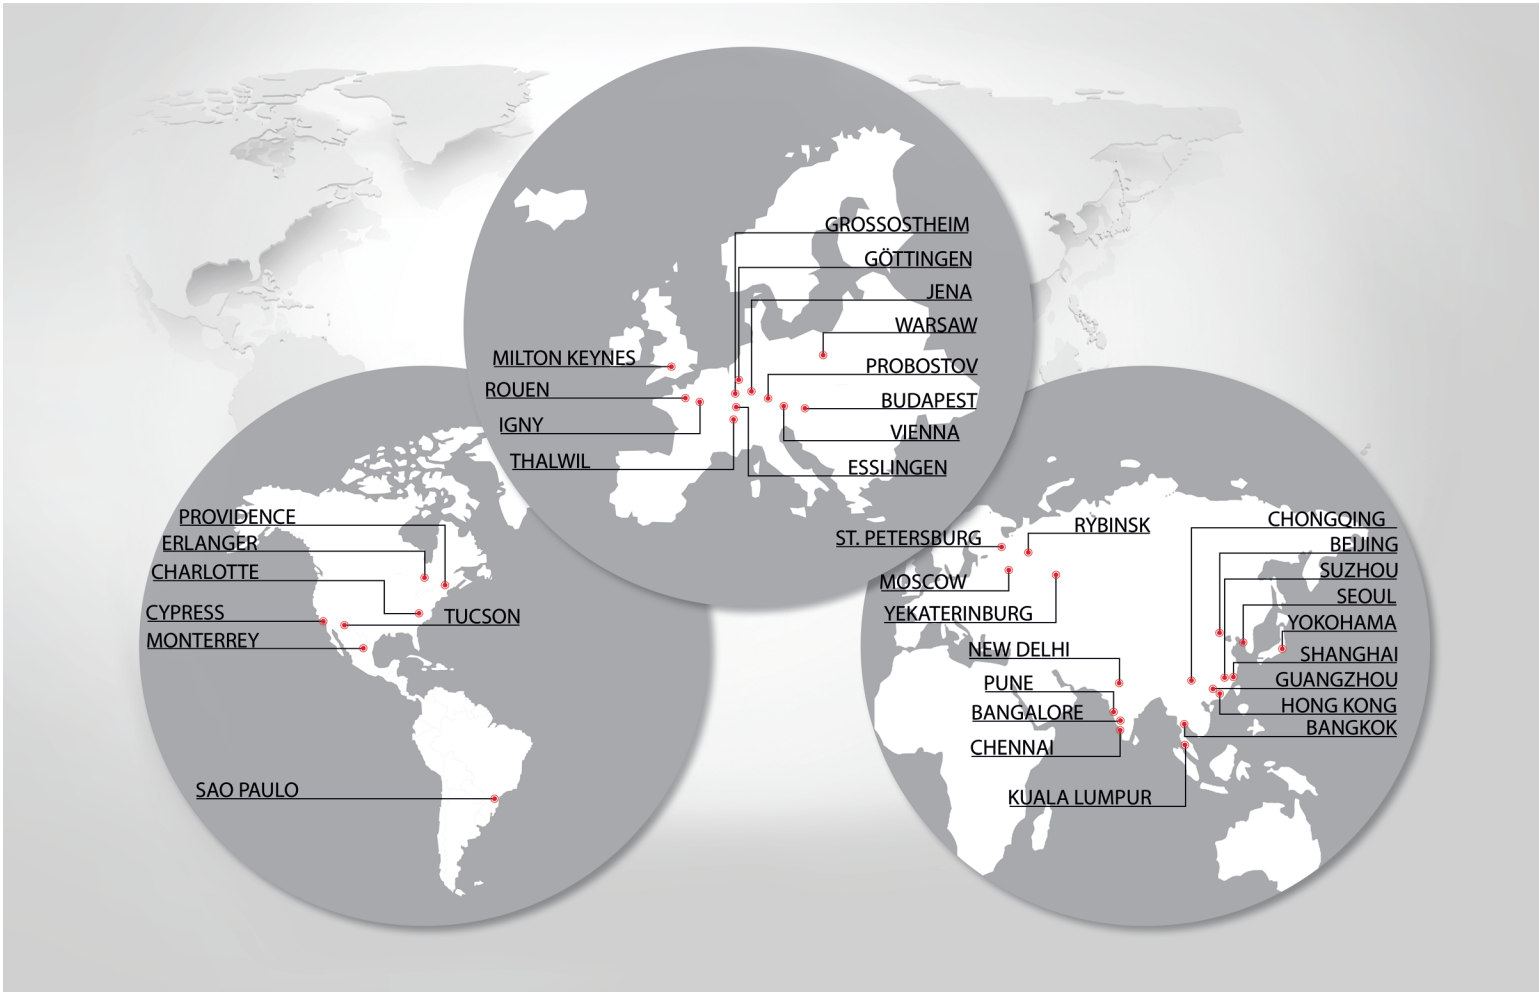 GROSSOSTHEIM
GÖTTINGEN
JENA
WARSAW
MILTON KEYNES
PROBOSTOV
ROUEN
BUDAPEST
IGNY
VIENNA
THALWIL
ESSLINGEN
PROVIDENCE
ERLANGER
CHARLOTTE
CYPRESS
TUCSON
MONTERREY
SAO PAULO
ST. PETERSBURG
RYBINSK
MOSCOW
YEKATERINBURG
NEW DELHI
PUNE
BANGALORE
CHENNAI
KUALA LUMPUR
CHONGQING
BEIJING
SUZHOU
SEOUL
YOKOHAMA
SHANGHAI
GUANGZHOU
HONG KONG
BANGKOK